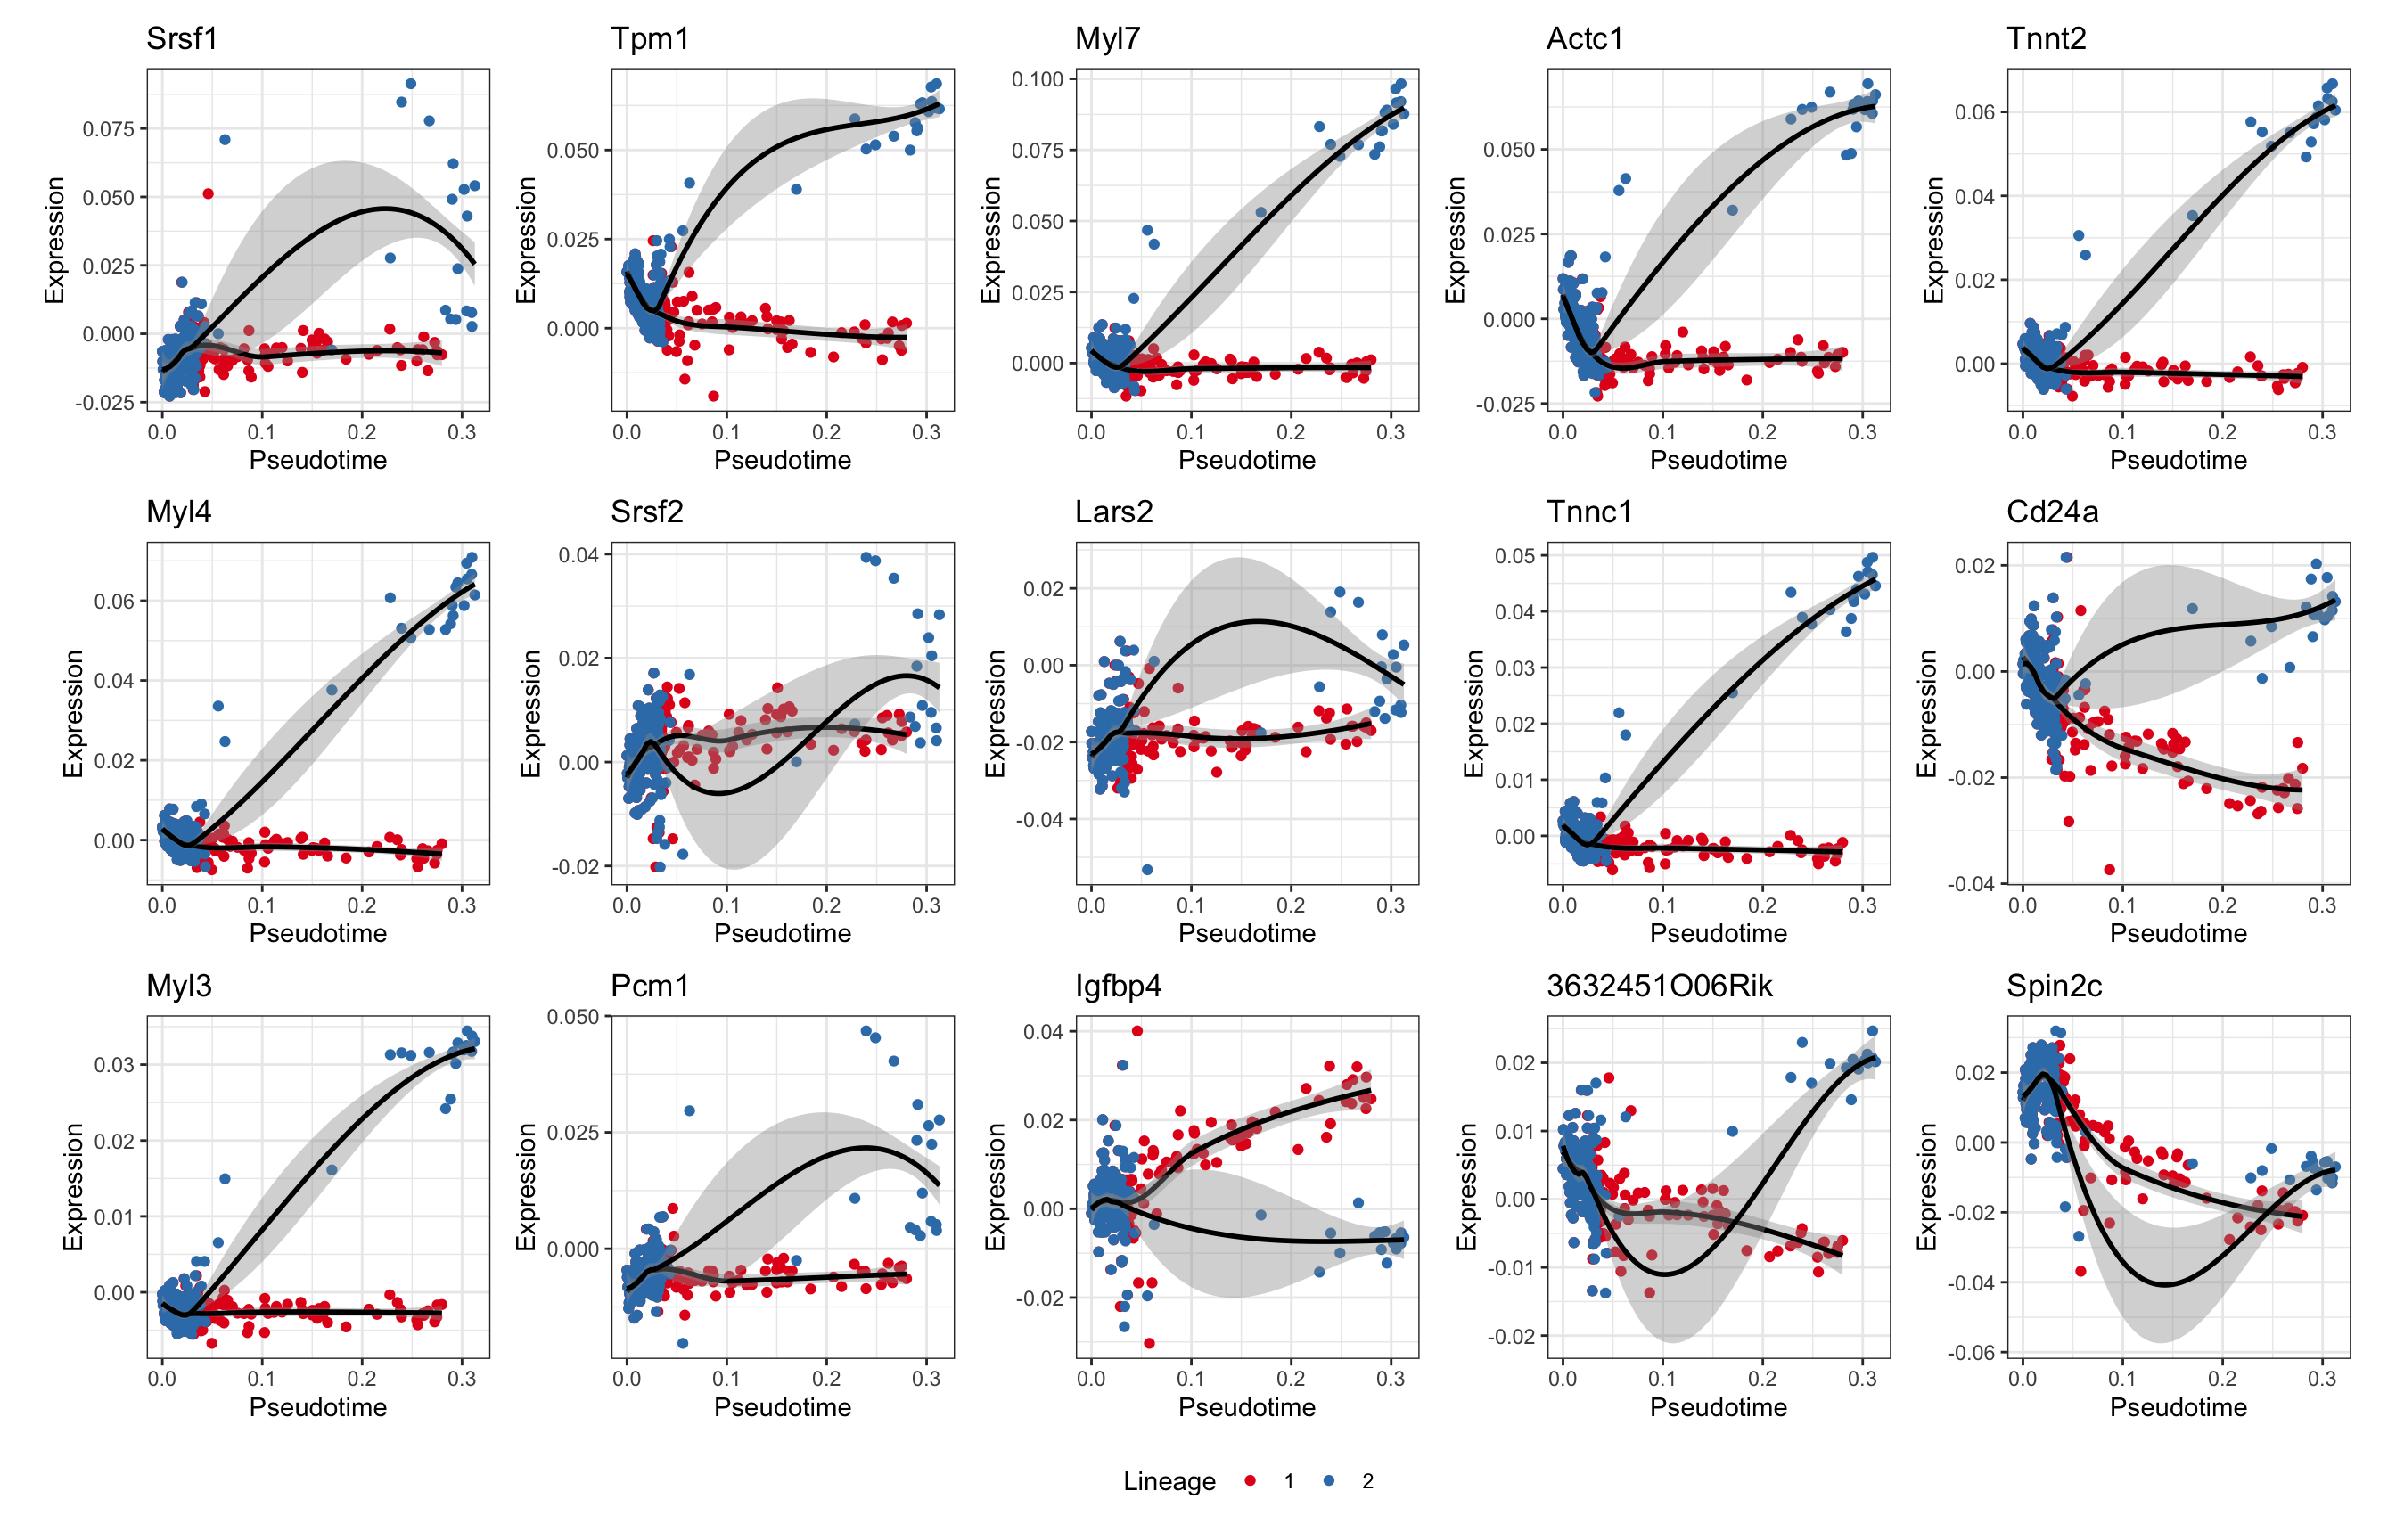 Srsf1 Tpm1 Myl7 Actc1 Tnnt2
0.075 0.050 0.025 0.000 -0.025
0.050 0.025 0.000
0.100 0.075 0.050 0.025 0.000
0.050 0.025 0.000 -0.025
0.06 0.04 0.02 0.00
Expression Expression Expression Expression Expression
0.0 0.1 0.2 0.3 0.0 0.1 0.2 0.3 0.0 0.1 0.2 0.3 0.0 0.1 0.2 0.3 0.0 0.1 0.2 0.3
Pseudotime Pseudotime Pseudotime Pseudotime Pseudotime
Myl4 Srsf2 Lars2 Tnnc1 Cd24a
0.06 0.04 0.02 0.00
0.04 0.02 0.00 -0.02
0.02 0.00 -0.02 -0.04
0.05 0.04 0.03 0.02 0.01 0.00
0.02 0.00 -0.02 -0.04
Expression Expression Expression Expression Expression
0.0 0.1 0.2 0.3 0.0 0.1 0.2 0.3 0.0 0.1 0.2 0.3 0.0 0.1 0.2 0.3 0.0 0.1 0.2 0.3
Pseudotime Pseudotime Pseudotime Pseudotime Pseudotime
Myl3 Pcm1 Igfbp4 3632451O06Rik Spin2c
0.03 0.02 0.01 0.00
0.050 0.025 0.000
0.04 0.02 0.00 -0.02
0.02 0.01 0.00 -0.01 -0.02
0.02 0.00 -0.02 -0.04 -0.06
Expression Expression Expression Expression Expression
0.0 0.1 0.2 0.3 0.0 0.1 0.2 0.3 0.0 0.1 0.2 0.3 0.0 0.1 0.2 0.3 0.0 0.1 0.2 0.3
Pseudotime Pseudotime Pseudotime Pseudotime Pseudotime
Lineage 1 2